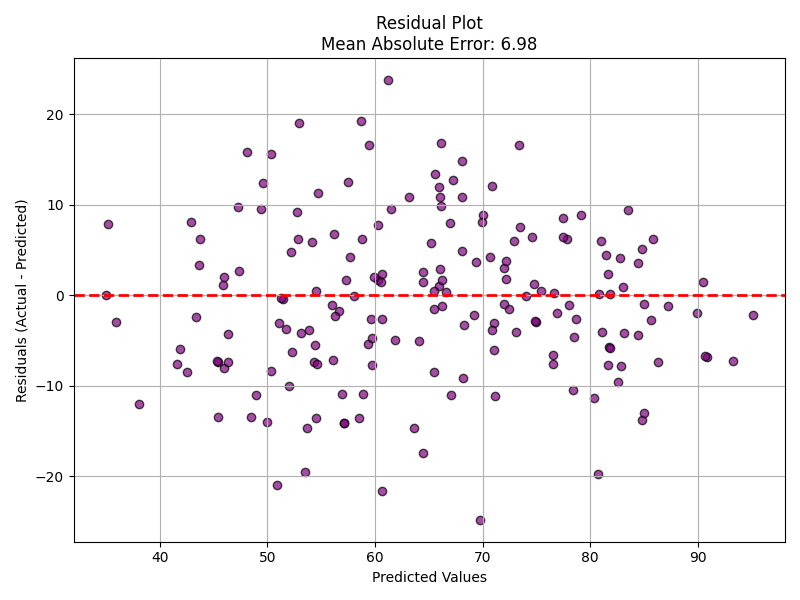 Residual Plot
Mean Absolute Error: 6.98
Residuals (Actual - Predicted)
20
10
0
−10
−20
40 50 60 70 80 90
Predicted Values